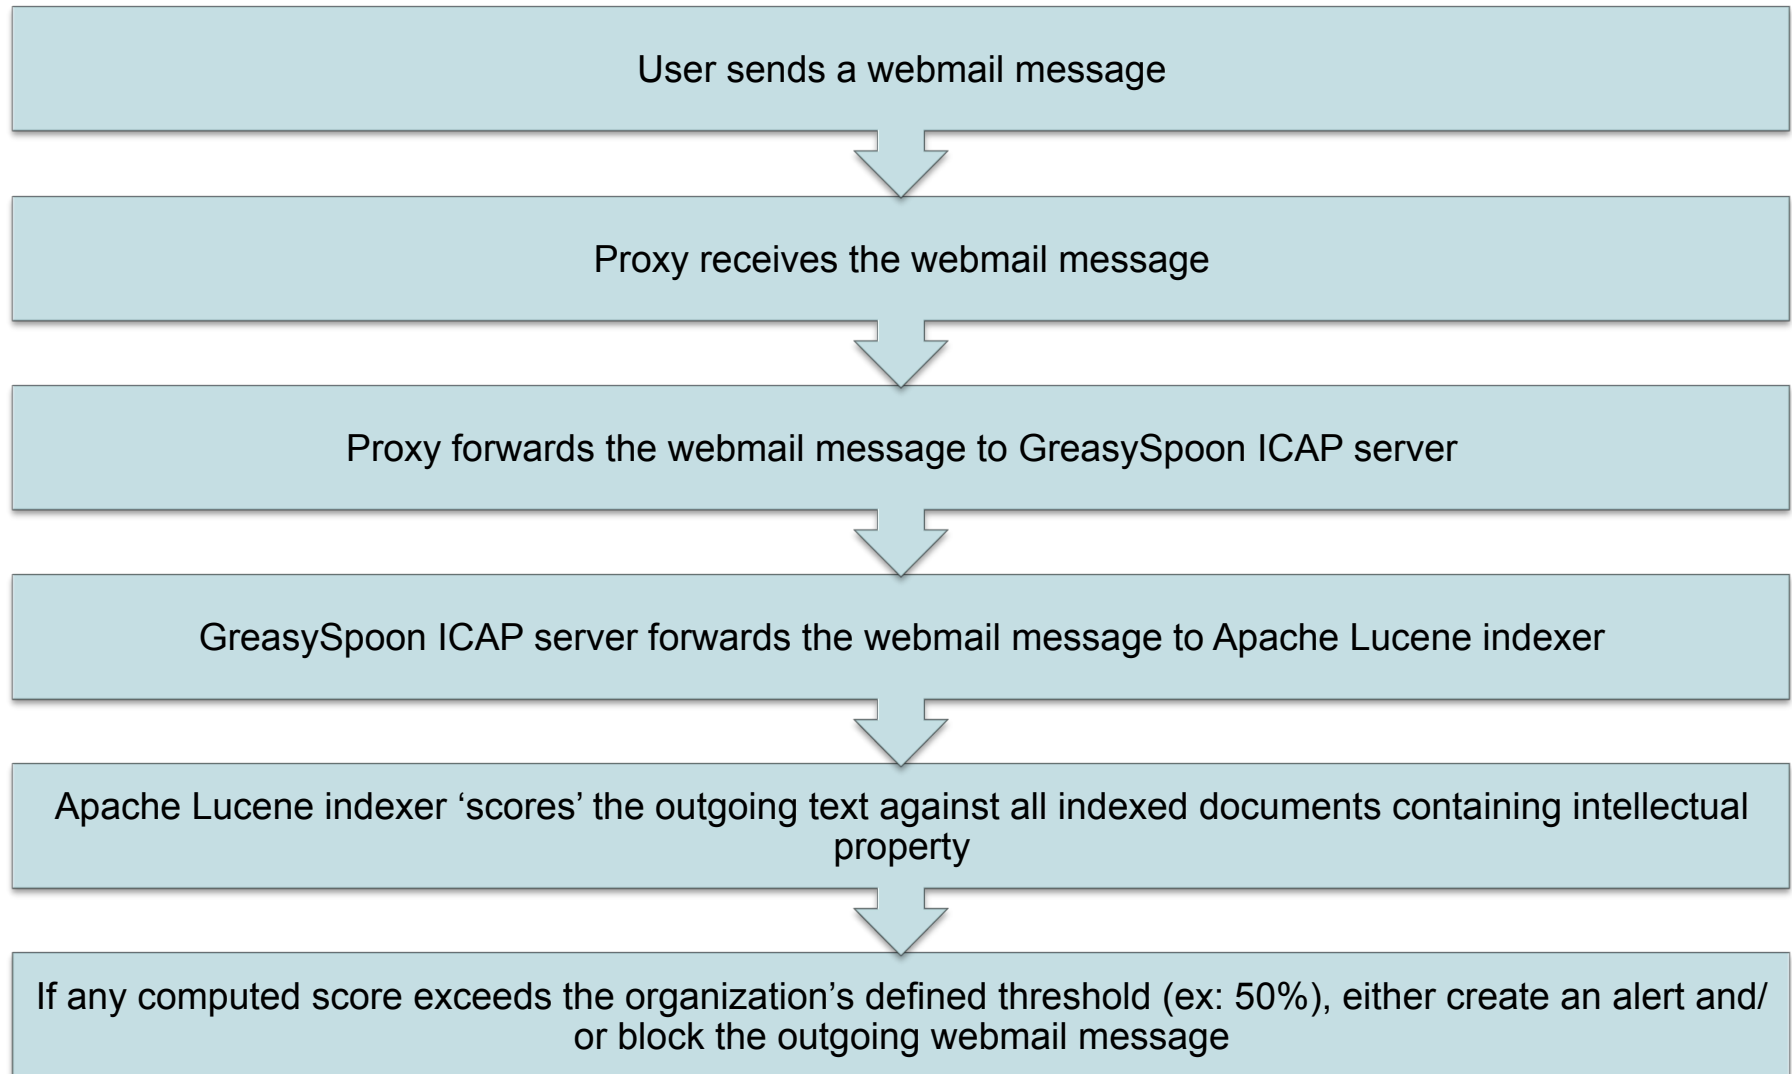 User sends a webmail message
Proxy receives the webmail message
Proxy forwards the webmail message to GreasySpoon ICAP server
GreasySpoon ICAP server forwards the webmail message to Apache Lucene indexer
Apache Lucene indexer ‘scores’ the outgoing text against all indexed documents containing intellectual
property
If any computed score exceeds the organization’s defined threshold (ex: 50%), either create an alert and/
or block the outgoing webmail message